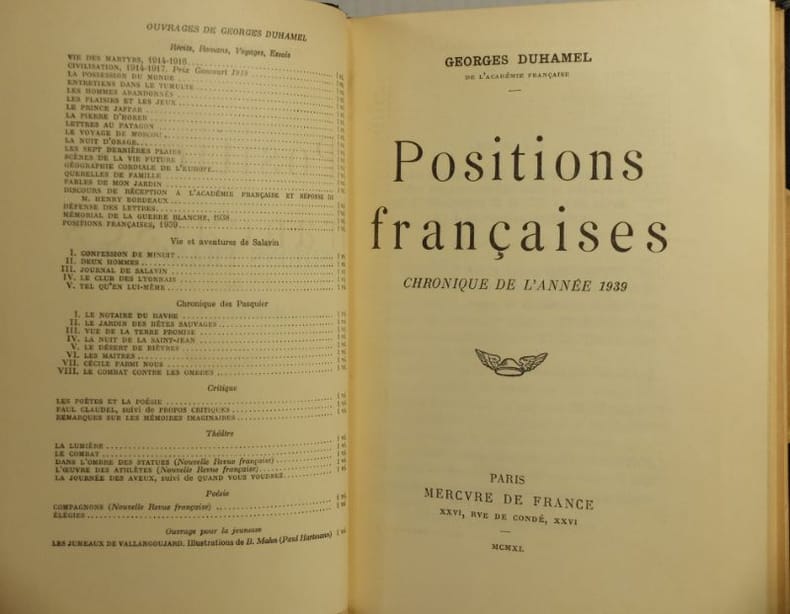 OUVRAGES DE GEORGES DUHAMEL
Récits, Romans, Voyages, Essais
VIE DES MARTYRS, 1914-1916
CIVILISATION, 1914-1917. Prix Goncourt 1918
LA POSSESSION DU MONDE
ENTRETIENS DANS LE TUMULTE
LES HOMMES ABANDONNÉS
LES PLAISIRS ET LES JEUX
LE PRINCE JAFFAR
LA PIERRE D'HOREB
LETTRES AU PATAGON
LE VOYAGE DE MOSCOU
LA NUIT D'ORAGE
LES SEPT DERNIÈRES PLAIES
SCÈNES DE LA VIE FUTURE
GÉOGRAPHIE CORDIALE DE L'EUROPE
QUERELLES DE FAMILLE
FABLES DE MON JARDIN
DISCOURS DE RÉCEPTION A L'ACADÉMIE FRANÇAISE ET RÉPONSE DE
M. HENRY BORDEAUX
DÉFENSE DES LETTRES
MÉMORIAL DE LA GUERRE BLANCHE, 1938
POSITIONS FRANÇAISES, 1939
Vie et aventures de Salavin
I. CONFESSION DE MINUIT
II. DEUX HOMMES
III. JOURNAL DE SALAVIN
IV. LE CLUB DES LYONNAIS
V. TEL QU'EN LUI-MÊME
Chronique des Pasquier
I. LE NOTAIRE DU HAVRE
II. LE JARDIN DES BÊTES SAUVAGES
III. VUE DE LA TERRE PROMISE
IV. LA NUIT DE LA SAINT-JEAN
V. LE DÉSERT DE BIÈVRES
VI. LES MAITRES
VII. CÉCILE PARMI NOUS
VIII. LE COMBAT CONTRE LES OMBRES
Critique
LES POÈTES ET LA POÉSIE
PAUL CLAUDEL, suivi de PROPOS CRITIQUES
REMARQUES SUR LES MÉMOIRES IMAGINAIRES
Théâtre
LA LUMIÈRE
LE COMBAT
DANS L'OMBRE DES STATUES (Nouvelle Revue française)
L'ŒUVRE DES ATHLÈTES (Nouvelle Revue française)
LA JOURNÉE DES AVEUX, suivi de QUAND VOUS VOUDREZ
Poésie
COMPAGNONS (Nouvelle Revue française)
ÉLÉGIES
Ouvrage pour la jeunesse
LES JUMEAUX DE VALLANGOUJARD. Illustrations de B. Mahn (Paul Hartmann)
GEORGES DUHAMEL
DE L'ACADÉMIE FRANÇAISE
Positions
françaises
CHRONIQUE DE L'ANNÉE 1939
PARIS
MERCVRE DE FRANCE
XXVI, RVE DE CONDÉ, XXVI
MCMXL